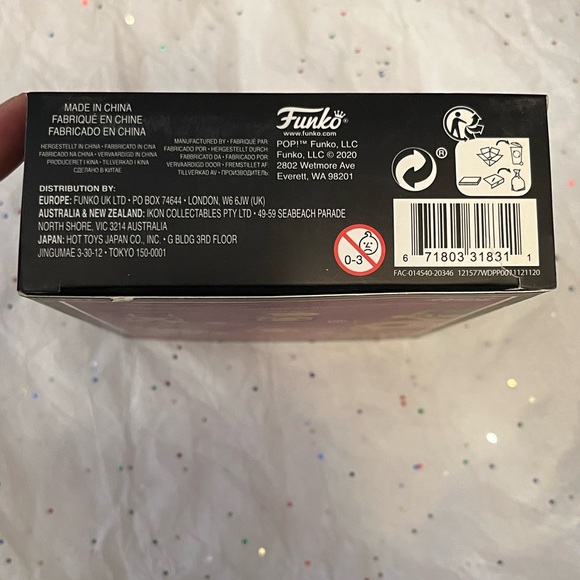 MADE IN CHINA
FABRIQUÉ EN CHINE
FABRICADO EN CHINA
HERGESTELLT IN CHINA • FABRICATO IN CINA
FABRICADO NA CHINA • VERVAARDIGD IN CHINA
PRODUCERET I KINA • TILLVERKAD I KINA
СДЕЛАНО В КИТАЕ
MANUFACTURED BY • FABRIQUÉ PAR
FABRICADO POR • HERGESTELLT DURCH
FABRICATO DA • FABRICADO POR
VERVAARDIGD DOOR • FREMSTILLET AF
TILLVERKAD AV • ПРОИЗВОДИТЕЛЬ:
Funko®
www.funko.com
POP!™ Funko, LLC
Funko, LLC © 2020
2802 Wetmore Ave
Everett, WA 98201
DISTRIBUTION BY:
EUROPE: FUNKO UK LTD • PO BOX 74644 • LONDON, W6 6JW (UK)
AUSTRALIA & NEW ZEALAND: IKON COLLECTABLES PTY LTD • 49-59 SEABEACH PARADE
NORTH SHORE, VIC 3214 AUSTRALIA
JAPAN: HOT TOYS JAPAN CO., INC. • G BLDG 3RD FLOOR
JINGUMAE 3-30-12 • TOKYO 150-0001
0-3
®
6 71803 31831 1
FAC-014540-20346 121577WDPP0011121120